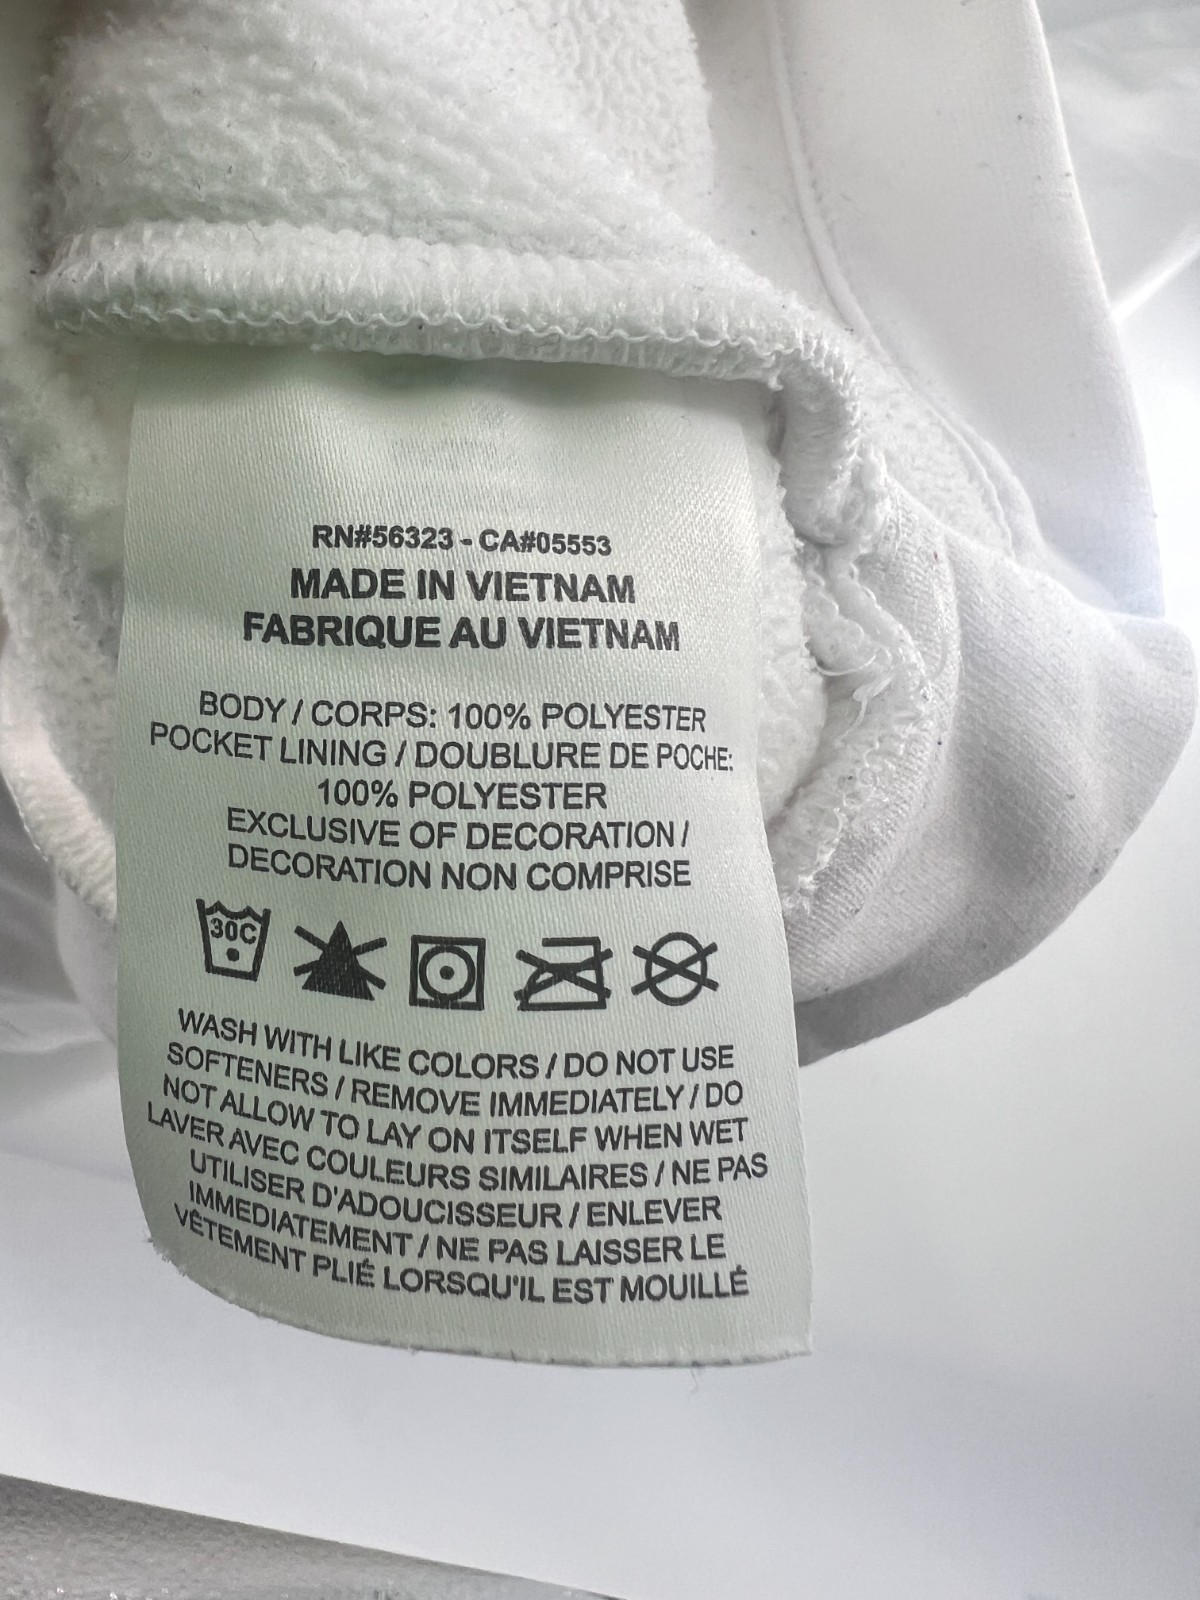 RN#56323 - CA#05553
MADE IN VIETNAM
FABRIQUE AU VIETNAM
BODY / CORPS: 100% POLYESTER
POCKET LINING / DOUBLURE DE POCHE:
100% POLYESTER
EXCLUSIVE OF DECORATION /
DECORATION NON COMPRISE
30C
WASH WITH LIKE COLORS / DO NOT USE
SOFTENERS / REMOVE IMMEDIATELY / DO
NOT ALLOW TO LAY ON ITSELF WHEN WET
LAVER AVEC COULEURS SIMILAIRES / NE PAS
UTILISER D'ADOUCISSEUR / ENLEVER
IMMEDIATEMENT / NE PAS LAISSER LE
VÊTEMENT PLIÉ LORSQU'IL EST MOUILLÉ